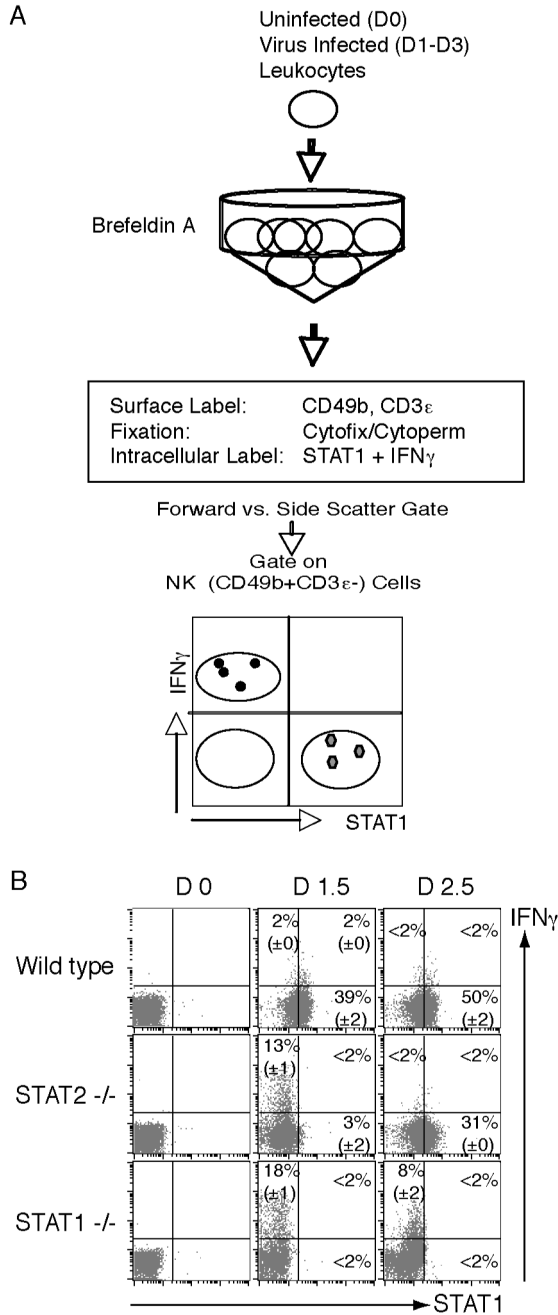 A
Uninfected (D0)
Virus Infected (D1-D3)
Leukocytes
Brefeldin A
Surface Label: CD49b, CD3ε
Fixation: Cytofix/Cytoperm
Intracellular Label: STAT1 + IFNγ
Forward vs. Side Scatter Gate
Gate on
NK (CD49b+CD3ε-) Cells
IFNγ
STAT1
B
D 0 D 1.5 D 2.5
IFNγ
Wild type
2% 2% <2% <2%
(±0) (±0)
39% 50%
(±2) (±2)
STAT2 -/-
13% <2% <2% <2%
(±1)
3% 31%
(±2) (±0)
STAT1 -/-
18% <2% 8% <2%
(±1) (±2)
<2% <2%
STAT1